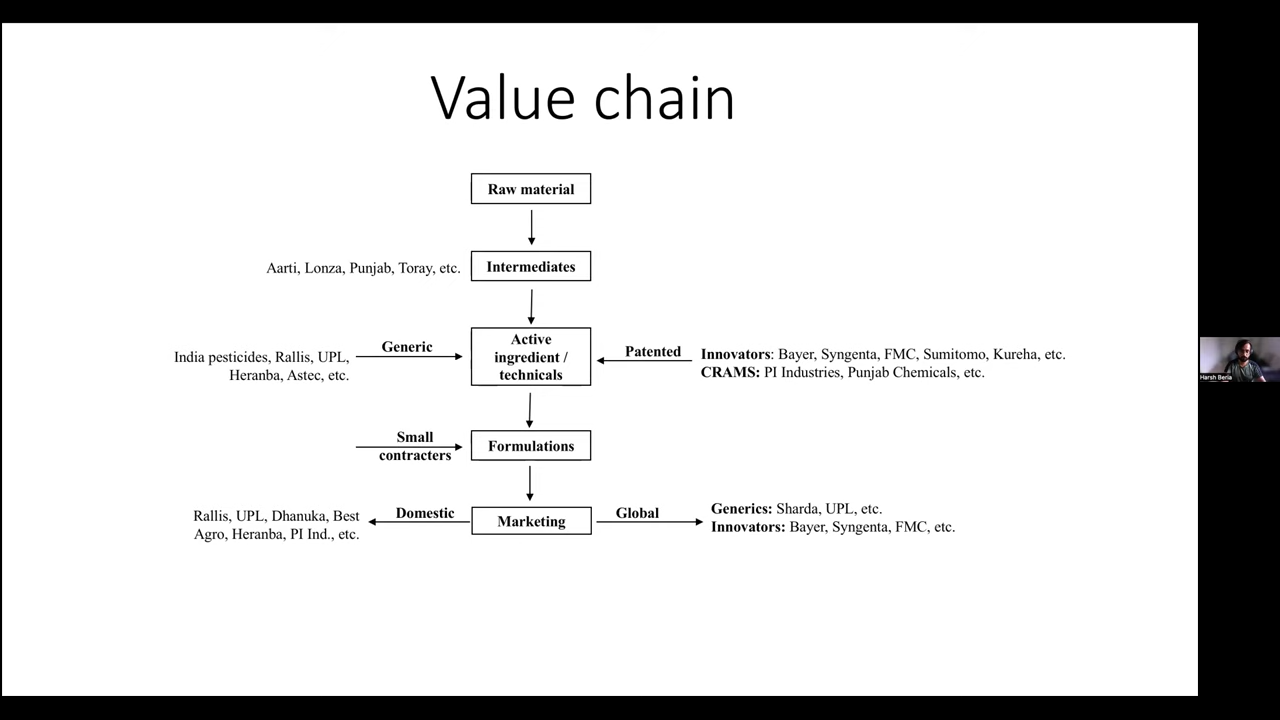 Value chain
Raw material
Aarti, Lonza, Punjab, Toray, etc.
Intermediates
India pesticides, Rallis, UPL,
Heranba, Astec, etc.
Generic
Active
ingredient /
technicals
Patented
Innovators: Bayer, Syngenta, FMC, Sumitomo, Kureha, etc.
CRAMS: PI Industries, Punjab Chemicals, etc.
Small
contracters
Formulations
Rallis, UPL, Dhanuka, Best
Agro, Heranba, PI Ind., etc.
Domestic
Marketing
Global
Generics: Sharda, UPL, etc.
Innovators: Bayer, Syngenta, FMC, etc.
Harsh Beria